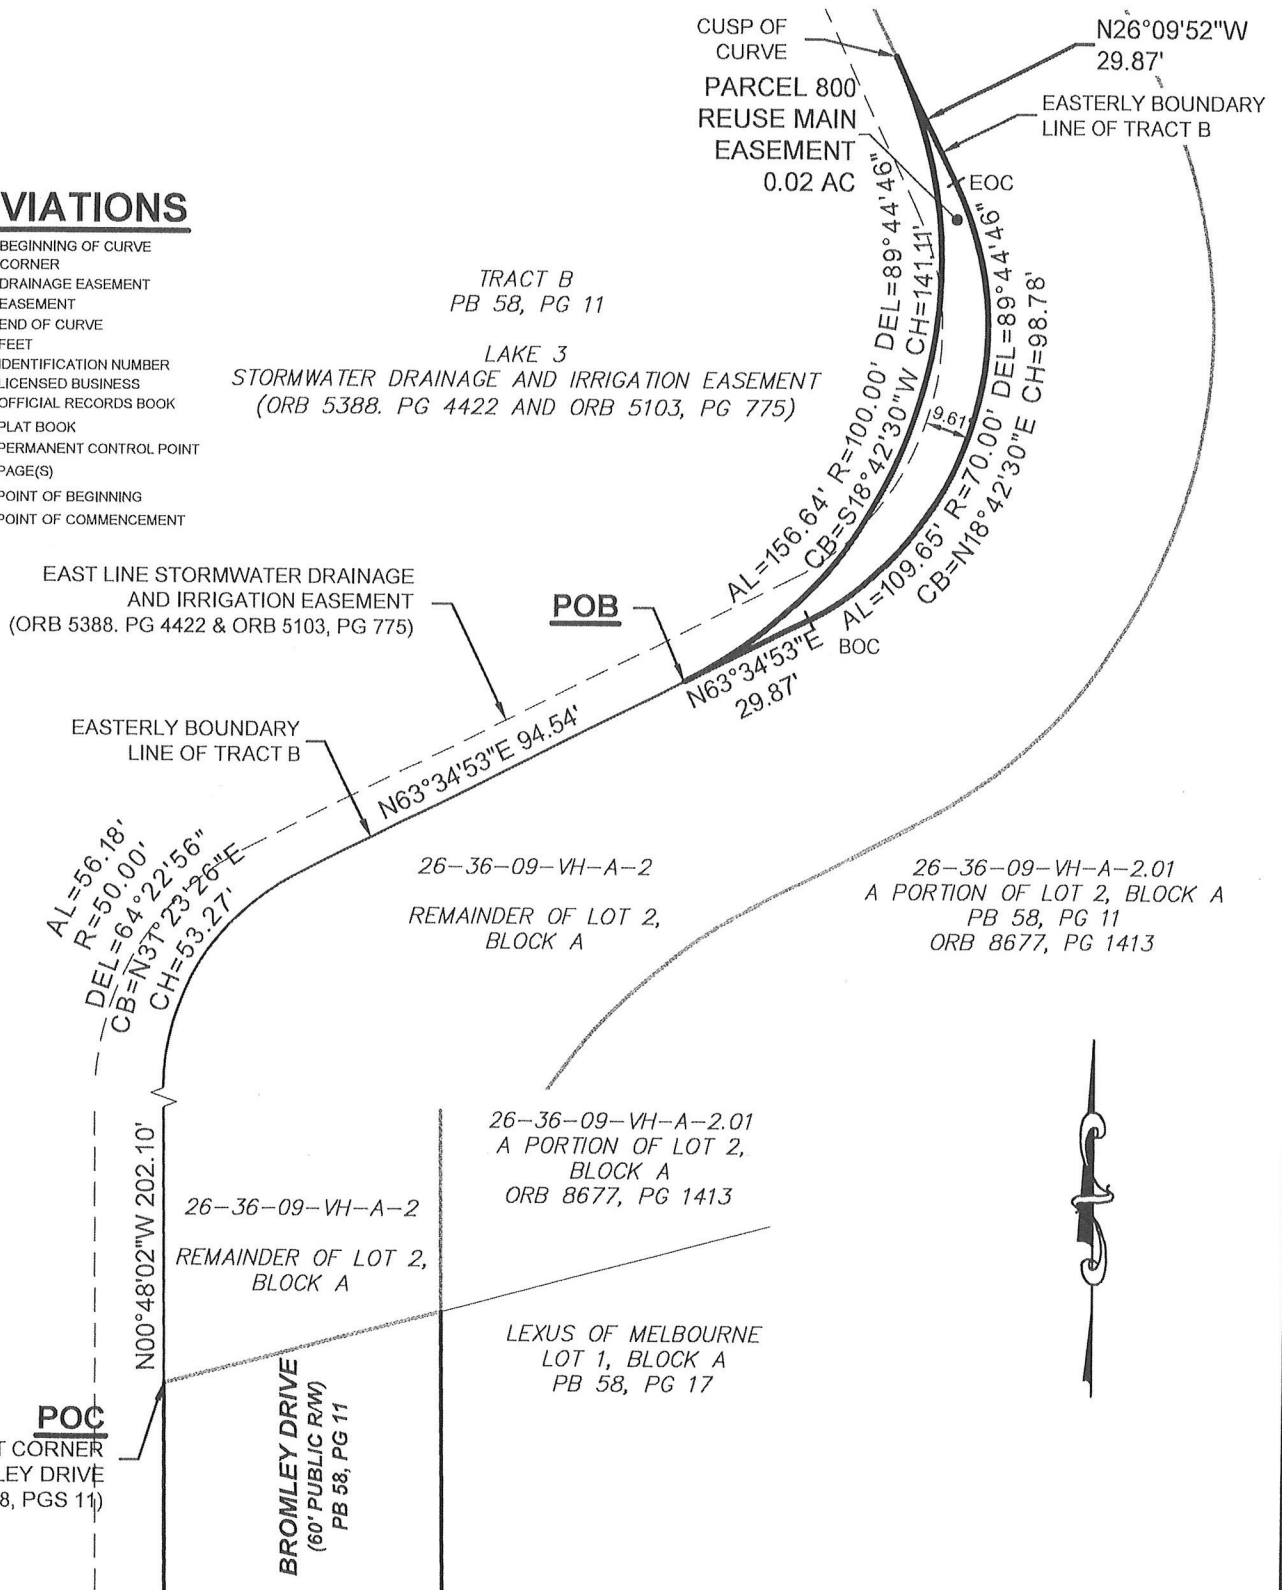 CUSP OF
CURVE
N26°09'52"W
29.87'
PARCEL 800
REUSE MAIN
EASEMENT
0.02 AC
EASTERLY BOUNDARY
LINE OF TRACT B
EOC
VIATIONS
BEGINNING OF CURVE
CORNER
DRAINAGE EASEMENT
EASEMENT
END OF CURVE
FEET
IDENTIFICATION NUMBER
LICENSED BUSINESS
OFFICIAL RECORDS BOOK
PLAT BOOK
PERMANENT CONTROL POINT
PAGE(S)
POINT OF BEGINNING
POINT OF COMMENCEMENT
TRACT B
PB 58, PG 11
LAKE 3
STORMWATER DRAINAGE AND IRRIGATION EASEMENT
(ORB 5388. PG 4422 AND ORB 5103, PG 775)
AL=156.64' R=100.00' DEL=89°44'46"
CB=S18°42'30"W CH=141.11'
9.61'
AL=109.65' R=70.00' DEL=89°44'46"
CB=N18°42'30"E CH=98.78'
EAST LINE STORMWATER DRAINAGE
AND IRRIGATION EASEMENT
(ORB 5388. PG 4422 & ORB 5103, PG 775)
POB
BOC
N63°34'53"E
29.87'
EASTERLY BOUNDARY
LINE OF TRACT B
N63°34'53"E 94.54'
AL=56.18'
R=50.00'
DEL=64°22'56"
CB=N31°23'26"E
CH=53.27'
26-36-09-VH-A-2
REMAINDER OF LOT 2,
BLOCK A
26-36-09-VH-A-2.01
A PORTION OF LOT 2, BLOCK A
PB 58, PG 11
ORB 8677, PG 1413
26-36-09-VH-A-2.01
A PORTION OF LOT 2,
BLOCK A
ORB 8677, PG 1413
N00°48'02"W 202.10'
26-36-09-VH-A-2
REMAINDER OF LOT 2,
BLOCK A
LEXUS OF MELBOURNE
LOT 1, BLOCK A
PB 58, PG 17
BROMLEY DRIVE
(60' PUBLIC R/W)
PB 58, PG 11
POC
T CORNER
LEY DRIVE
8, PGS 11)